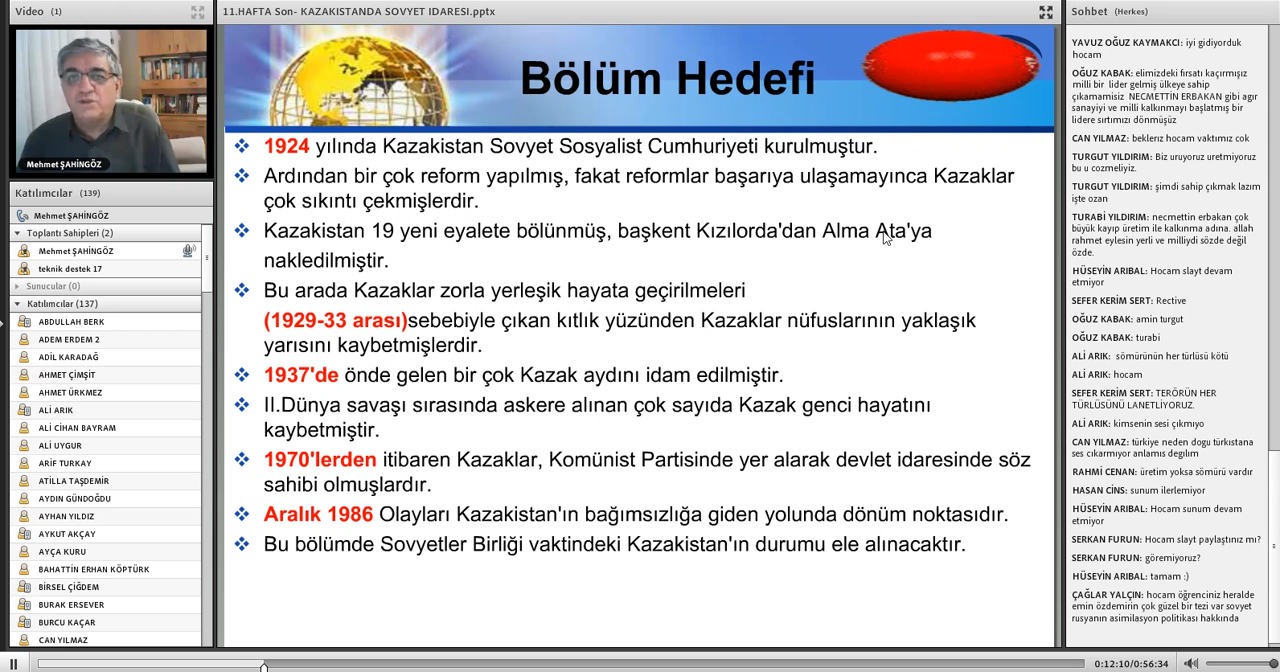 Video (1)
Mehmet ŞAHİNGÖZ
Katılımcılar (139)
Mehmet ŞAHİNGÖZ
Toplantı Sahipleri (2)
Mehmet ŞAHİNGÖZ
teknik destek 17
Sunucular (0)
Katılımcılar (137)
ABDULLAH BERK
ADEM ERDEM 2
ADİL KARADAĞ
AHMET ÇİMŞİT
AHMET ÜRKMEZ
ALİ ARIK
ALİ CİHAN BAYRAM
ALİ UYGUR
ARİF TURKAY
ATİLLA TAŞDEMİR
AYDIN GÜNDOĞDU
AYHAN YILDIZ
AYKUT AKÇAY
AYÇA KURU
BAHATTİN ERHAN KÖPTÜRK
BİRSEL ÇİĞDEM
BURAK ERSEVER
BURCU KAÇAR
CAN YILMAZ
11.HAFTA Son- KAZAKISTANDA SOVYET IDARESI.pptx
Bölüm Hedefi
1924 yılında Kazakistan Sovyet Sosyalist Cumhuriyeti kurulmuştur.
Ardından bir çok reform yapılmış, fakat reformlar başarıya ulaşamayınca Kazaklar
çok sıkıntı çekmişlerdir.
Kazakistan 19 yeni eyalete bölünmüş, başkent Kızılorda'dan Alma Ata'ya
nakledilmiştir.
Bu arada Kazaklar zorla yerleşik hayata geçirilmeleri
(1929-33 arası)sebebiyle çıkan kıtlık yüzünden Kazaklar nüfuslarının yaklaşık
yarısını kaybetmişlerdir.
1937'de önde gelen bir çok Kazak aydını idam edilmiştir.
II.Dünya savaşı sırasında askere alınan çok sayıda Kazak genci hayatını
kaybetmiştir.
1970'lerden itibaren Kazaklar, Komünist Partisinde yer alarak devlet idaresinde söz
sahibi olmuşlardır.
Aralık 1986 Olayları Kazakistan'ın bağımsızlığa giden yolunda dönüm noktasıdır.
Bu bölümde Sovyetler Birliği vaktindeki Kazakistan'ın durumu ele alınacaktır.
Sohbet (Herkes)
YAVUZ OĞUZ KAYMAKCI: iyi gidiyorduk
hocam
OĞUZ KABAK: elimizdeki fırsatı kaçırmışız
milli bir lider gelmiş ülkeye sahip
çıkamamisiz NECMETTİN ERBAKAN gibi agır
sanayiyi ve milli kalkınmayı başlatmış bir
lidere sırtımızı dönmüşüz
CAN YILMAZ: beklerız hocam vaktımız cok
TURGUT YILDIRIM: Biz uruyoruz uretmiyoruz
bu u cozmeliyiz.
TURGUT YILDIRIM: şimdi sahip çıkmak lazım
işte ozan
TURABİ YILDIRIM: necmettin erbakan çok
büyük kayıp üretim ile kalkınma adına. allah
rahmet eylesin yerli ve milliydi sözde değil
özde.
HÜSEYİN ARIBAL: Hocam slayt devam
etmiyor
SEFER KERİM SERT: Rective
OĞUZ KABAK: amin turgut
OĞUZ KABAK: turabi
ALİ ARIK: sömürünün her türlüsü kötü
ALİ ARIK: hocam
SEFER KERİM SERT: TERÖRÜN HER
TÜRLÜSÜNÜ LANETLİYORUZ.
ALİ ARIK: kimsenin sesi çıkmıyo
CAN YILMAZ: türkiye neden dogu türkıstana
ses cıkarmıyor anlamıs degılım
RAHMİ CENAN: üretim yoksa sömürü vardır
HASAN CİNS: sunum ilerlemiyor
HÜSEYİN ARIBAL: Hocam sunum devam
etmiyor
SERKAN FURUN: Hocam slayt paylaştınız mı?
SERKAN FURUN: göremiyoruz?
HÜSEYİN ARIBAL: tamam :)
ÇAĞLAR YALÇIN: hocam öğrenciniz heralde
emin özdemirin çok güzel bir tezi var sovyet
rusyanın asimilasyon politikası hakkında
0:12:10/0:56:34